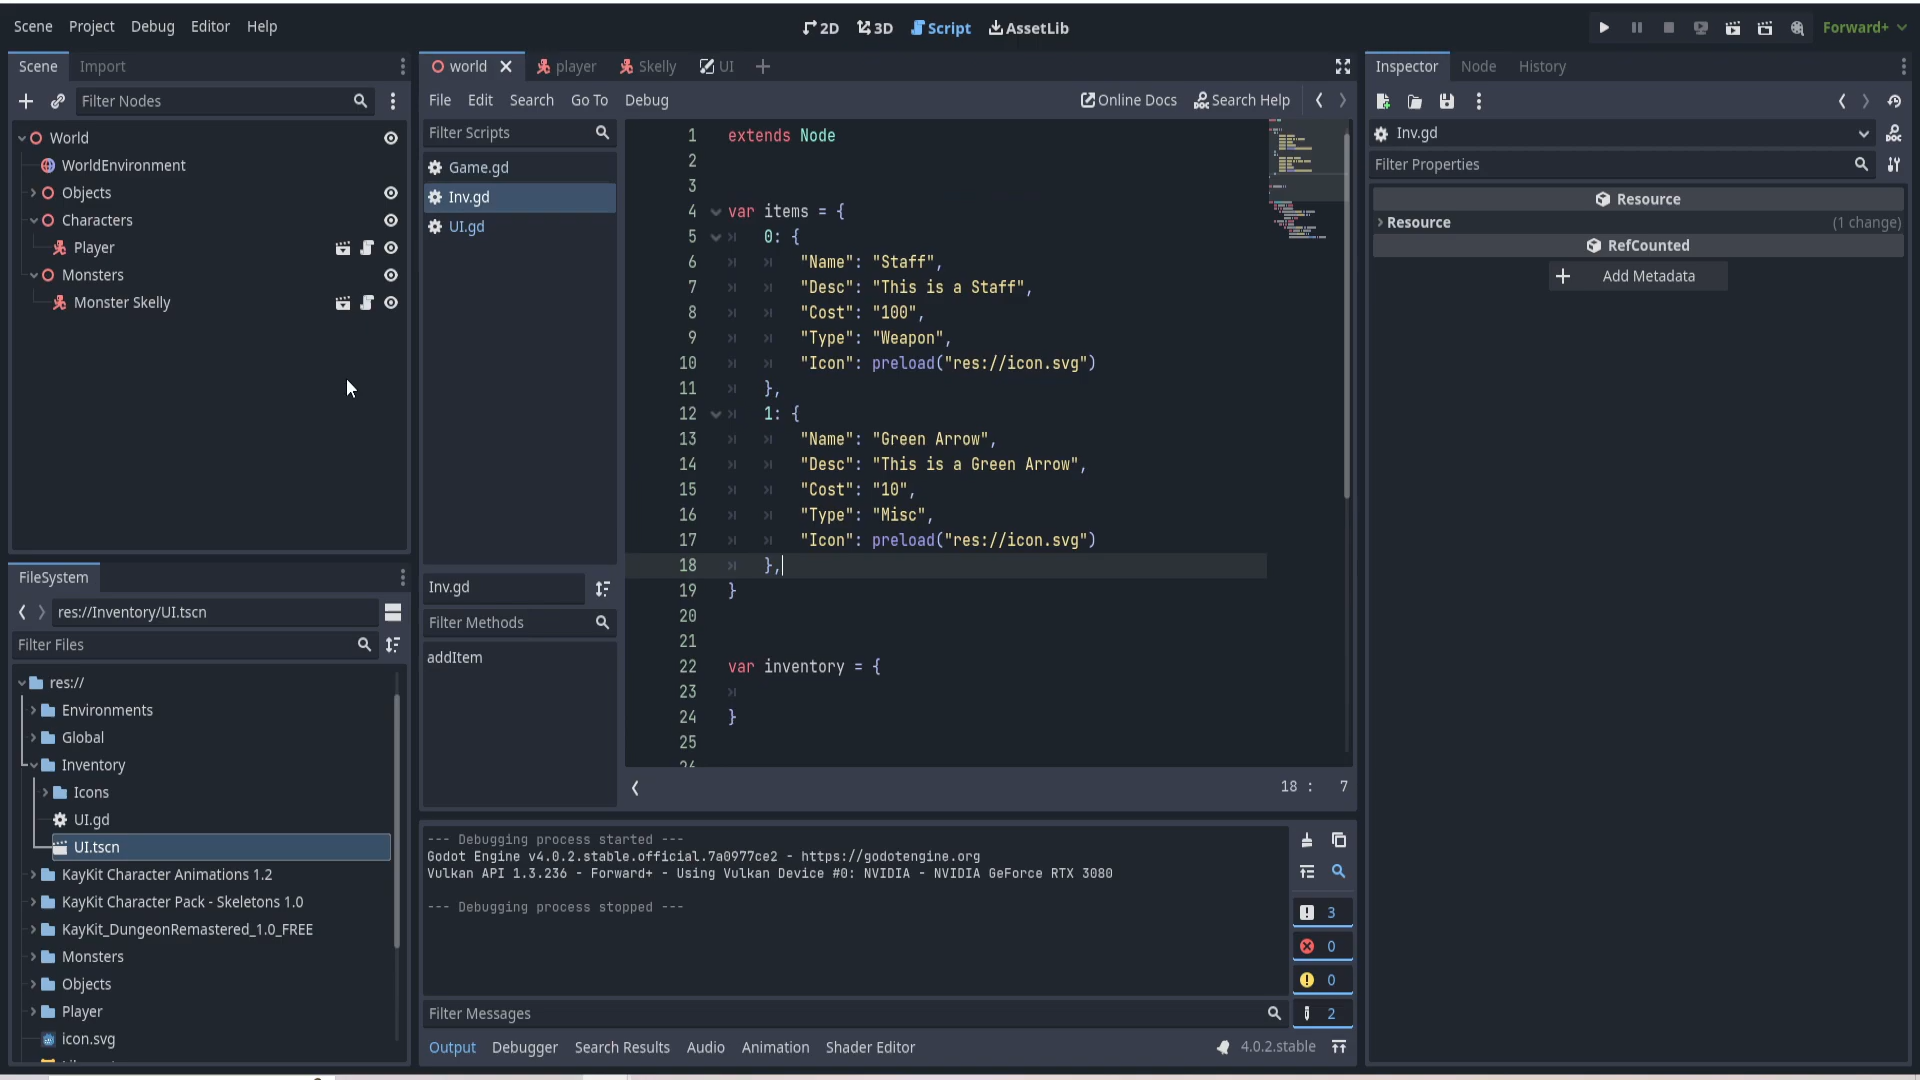 Scene Project Debug Editor Help
2D 3D Script AssetLib
Forward+
Scene Import
Filter Nodes
World
WorldEnvironment
Objects
Characters
Player
Monsters
Monster Skelly
FileSystem
res://Inventory/UI.tscn
Filter Files
res://
Environments
Global
Inventory
Icons
UI.gd
UI.tscn
KayKit Character Animations 1.2
KayKit Character Pack - Skeletons 1.0
KayKit_DungeonRemastered_1.0_FREE
Monsters
Objects
Player
icon.svg
world player Skelly UI
File Edit Search Go To Debug
Online Docs Search Help
Filter Scripts
Game.gd
Inv.gd
UI.gd
Inv.gd
Filter Methods
addItem
1 extends Node
2
3
4 var items = {
5 0: {
6 "Name": "Staff",
7 "Desc": "This is a Staff",
8 "Cost": "100",
9 "Type": "Weapon",
10 "Icon": preload("res://icon.svg")
11 },
12 1: {
13 "Name": "Green Arrow",
14 "Desc": "This is a Green Arrow",
15 "Cost": "10",
16 "Type": "Misc",
17 "Icon": preload("res://icon.svg")
18 },
19 }
20
21
22 var inventory = {
23
24 }
25
26
18 : 7
--- Debugging process started ---
Godot Engine v4.0.2.stable.official.7a0977ce2 - https://godotengine.org
Vulkan API 1.3.236 - Forward+ - Using Vulkan Device #0: NVIDIA - NVIDIA GeForce RTX 3080
--- Debugging process stopped ---
3
0
0
2
Filter Messages
Output Debugger Search Results Audio Animation Shader Editor
4.0.2.stable
Inspector Node History
Inv.gd
Filter Properties
Resource
Resource (1 change)
RefCounted
Add Metadata